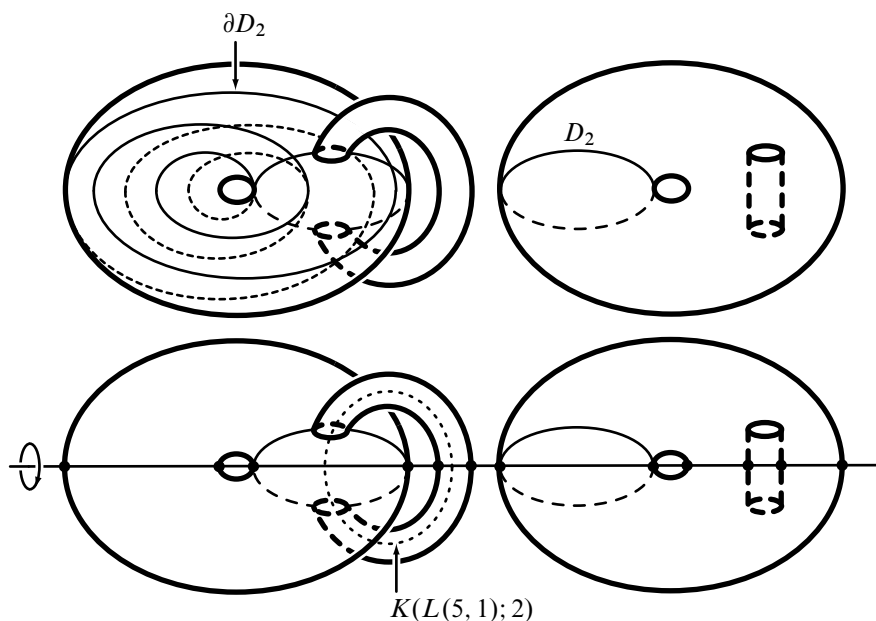 ∂D₂
D₂
K(L(5, 1); 2)